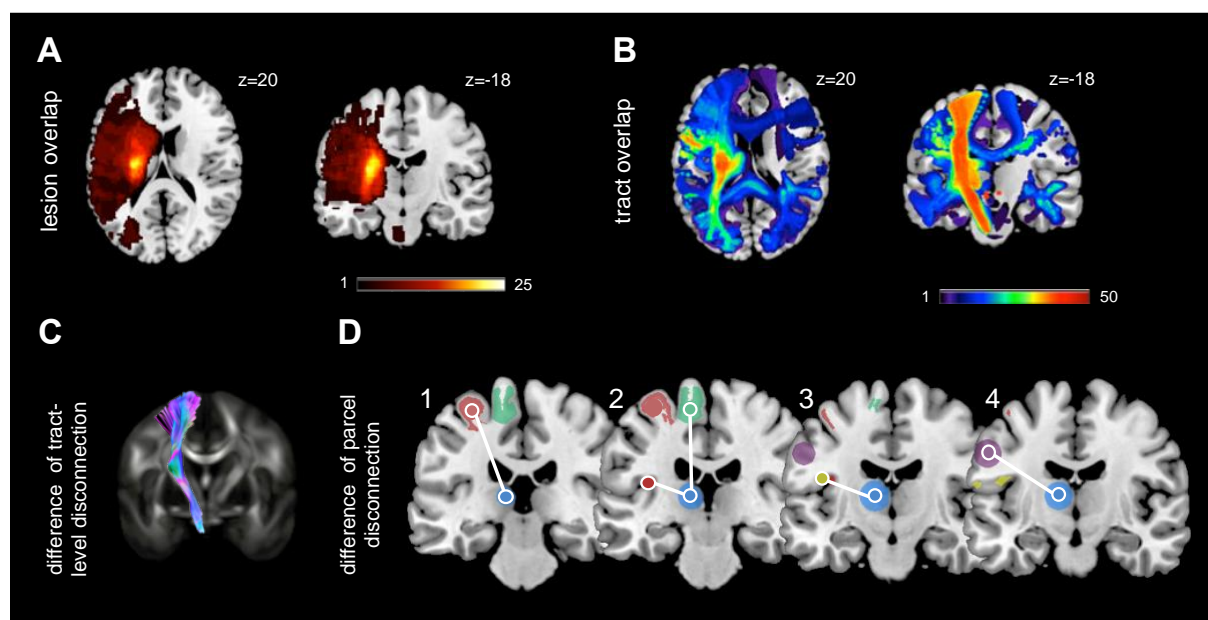 A
B
z=20
z=-18
z=20
z=-18
lesion overlap
tract overlap
1
25
1
50
C
D
difference of tract-
level disconnection
difference of parcel
disconnection
1
2
3
4